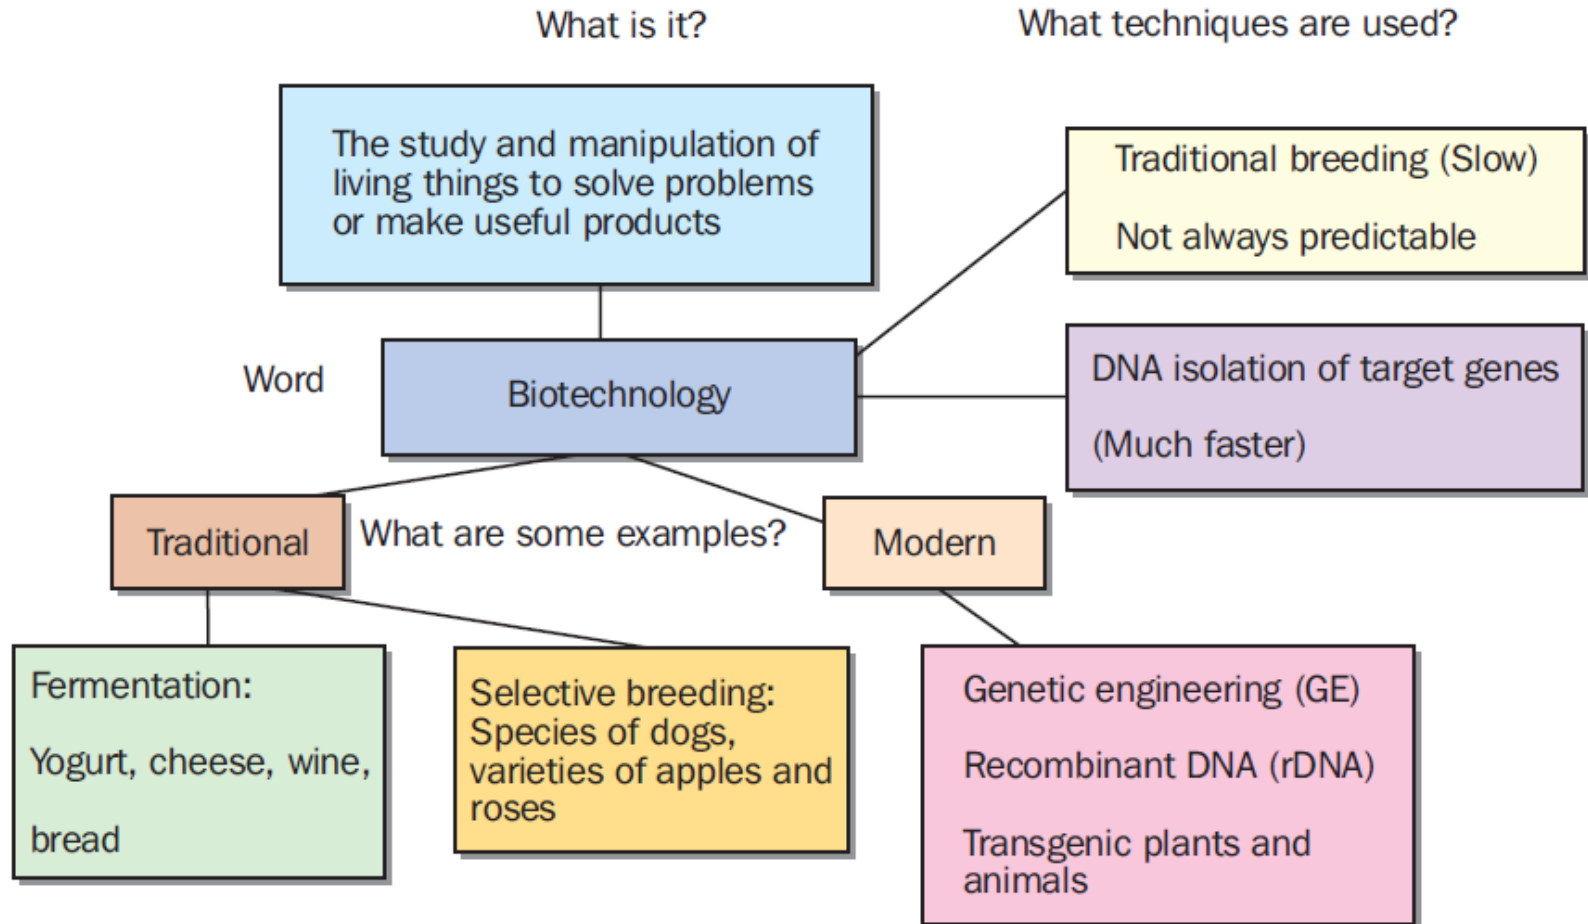 What is it?
What techniques are used?
The study and manipulation of
living things to solve problems
or make useful products
Traditional breeding (Slow)
Not always predictable
Word
Biotechnology
DNA isolation of target genes
(Much faster)
Traditional
What are some examples?
Modern
Fermentation:
Yogurt, cheese, wine,
bread
Selective breeding:
Species of dogs,
varieties of apples and
roses
Genetic engineering (GE)
Recombinant DNA (rDNA)
Transgenic plants and
animals